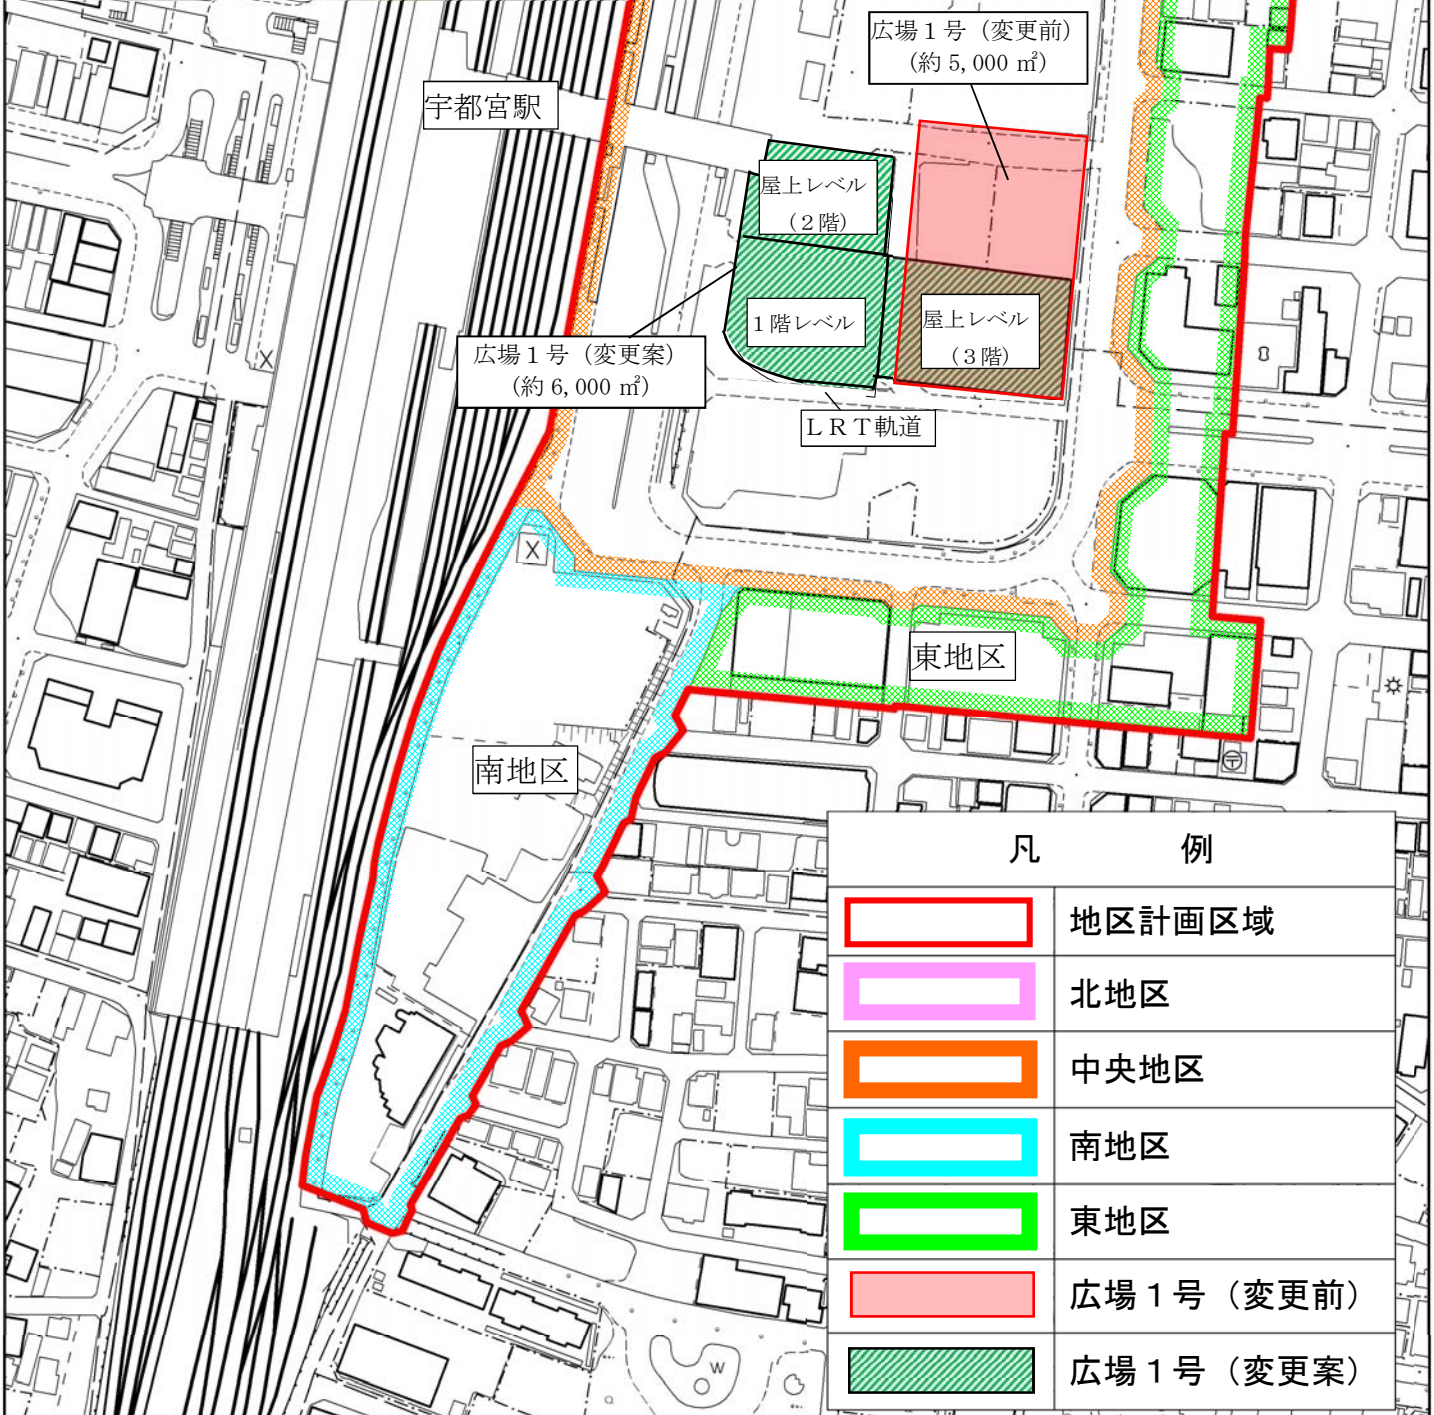 広場１号（変更前）
（約 5,000 ㎡）
宇都宮駅
屋上レベル
（２階）
１階レベル
屋上レベル
（３階）
広場１号（変更案）
（約 6,000 ㎡）
ＬＲＴ軌道
東地区
南地区
凡　例
地区計画区域
北地区
中央地区
南地区
東地区
広場１号（変更前）
広場１号（変更案）